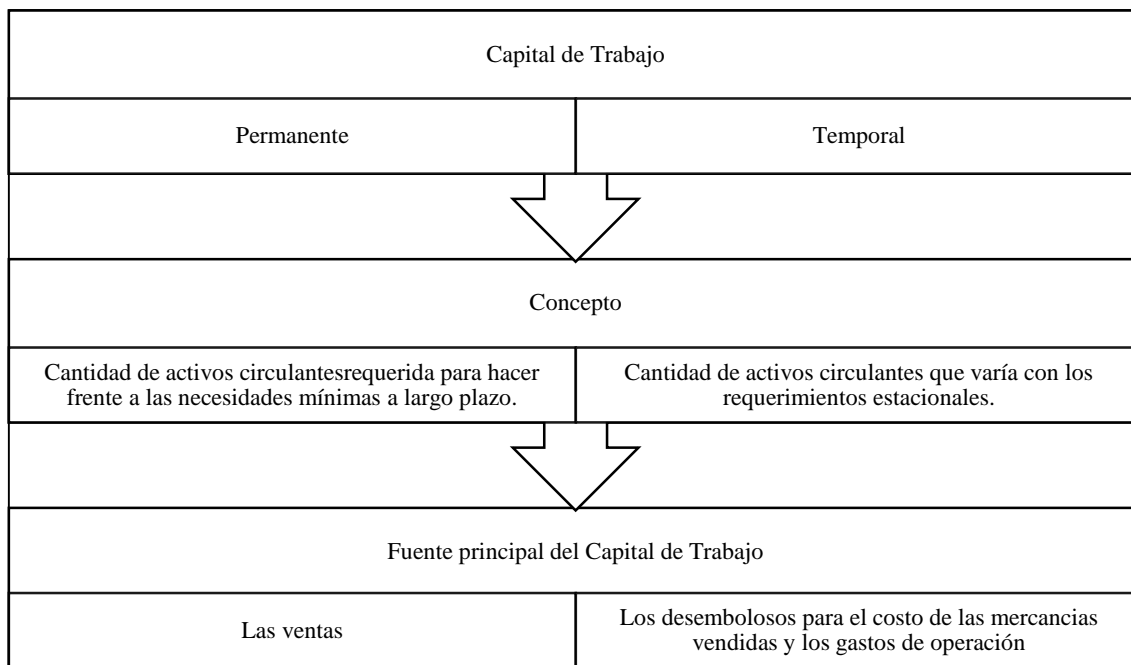 Capital de Trabajo
Permanente
Temporal
Concepto
Cantidad de activos circulantesrequerida para hacer
frente a las necesidades mínimas a largo plazo.
Cantidad de activos circulantes que varía con los
requerimientos estacionales.
Fuente principal del Capital de Trabajo
Las ventas
Los desembolosos para el costo de las mercancias
vendidas y los gastos de operación